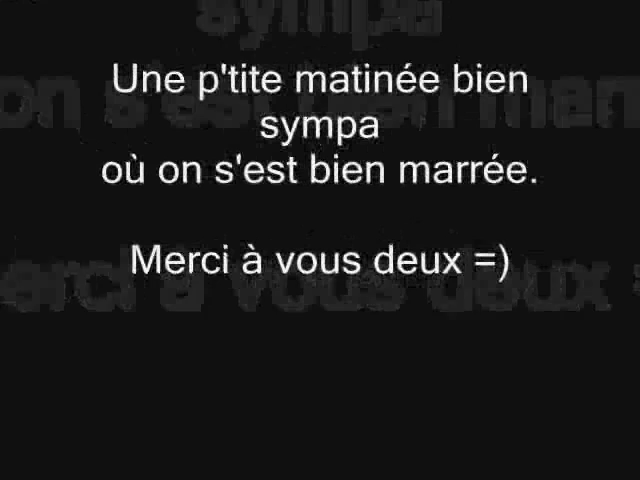 Une p'tite matinée bien
sympa
où on s'est bien marrée.
Merci à vous deux =)